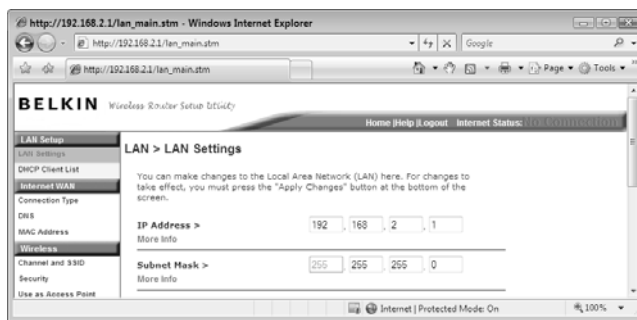 http://192.168.2.1/lan_main.stm - Windows Internet Explorer
http://192.168.2.1/lan_main.stm
Google
http://192.168.2.1/lan_main.stm
Page
Tools
BELKIN Wireless Router Setup Utility
Home |Help |Logout Internet Status: No Connection
LAN Setup
LAN Settings
DHCP Client List
Internet WAN
Connection Type
DNS
MAC Address
Wireless
Channel and SSID
Security
Use as Access Point
LAN > LAN Settings
You can make changes to the Local Area Network (LAN) here. For changes to
take effect, you must press the "Apply Changes" button at the bottom of the
screen.
IP Address > 192 . 168 . 2 . 1
More Info
Subnet Mask > 255 . 255 . 255 . 0
More Info
Internet | Protected Mode: On
100%